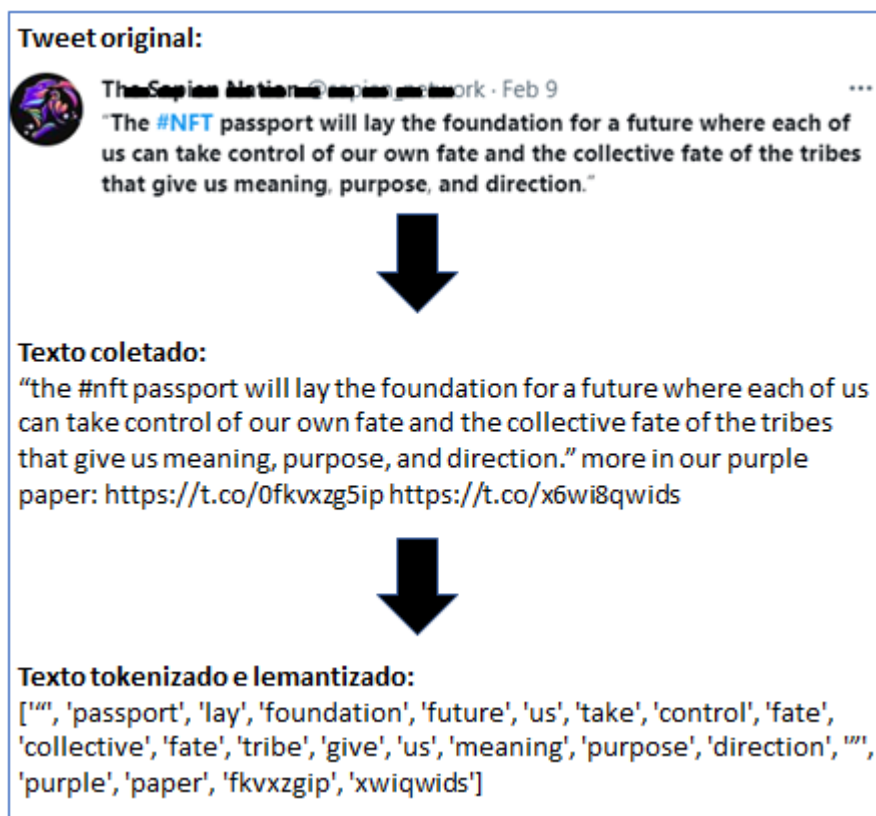 Tweet original:
ork · Feb 9 ···
"The #NFT passport will lay the foundation for a future where each of
us can take control of our own fate and the collective fate of the tribes
that give us meaning, purpose, and direction."
Texto coletado:
“the #nft passport will lay the foundation for a future where each of us
can take control of our own fate and the collective fate of the tribes
that give us meaning, purpose, and direction.” more in our purple
paper: https://t.co/0fkvxzg5ip https://t.co/x6wi8qwids
Texto tokenizado e lemantizado:
['“', 'passport', 'lay', 'foundation', 'future', 'us', 'take', 'control', 'fate',
'collective', 'fate', 'tribe', 'give', 'us', 'meaning', 'purpose', 'direction', '”',
'purple', 'paper', 'fkvxzgip', 'xwiqwids']